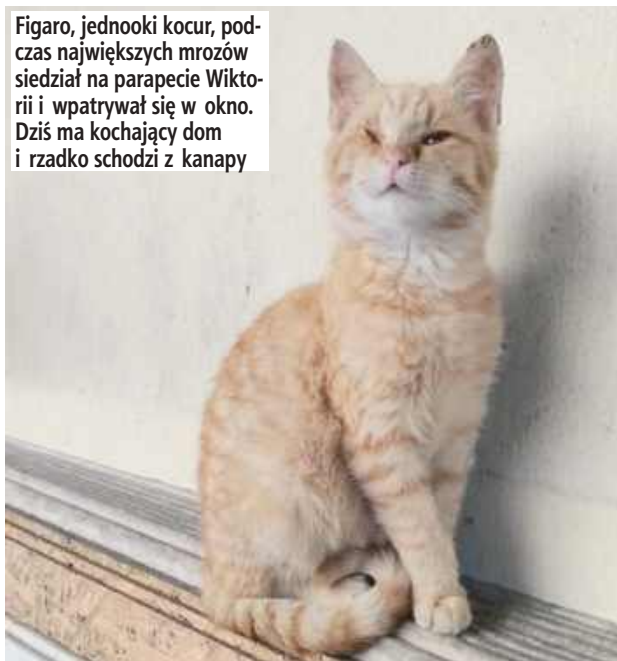 Figaro, jednooki kocur, pod-
czas największych mrozów
siedział na parapecie Wikto-
rii i wpatrywał się w okno.
Dziś ma kochający dom
i rzadko schodzi z kanapy